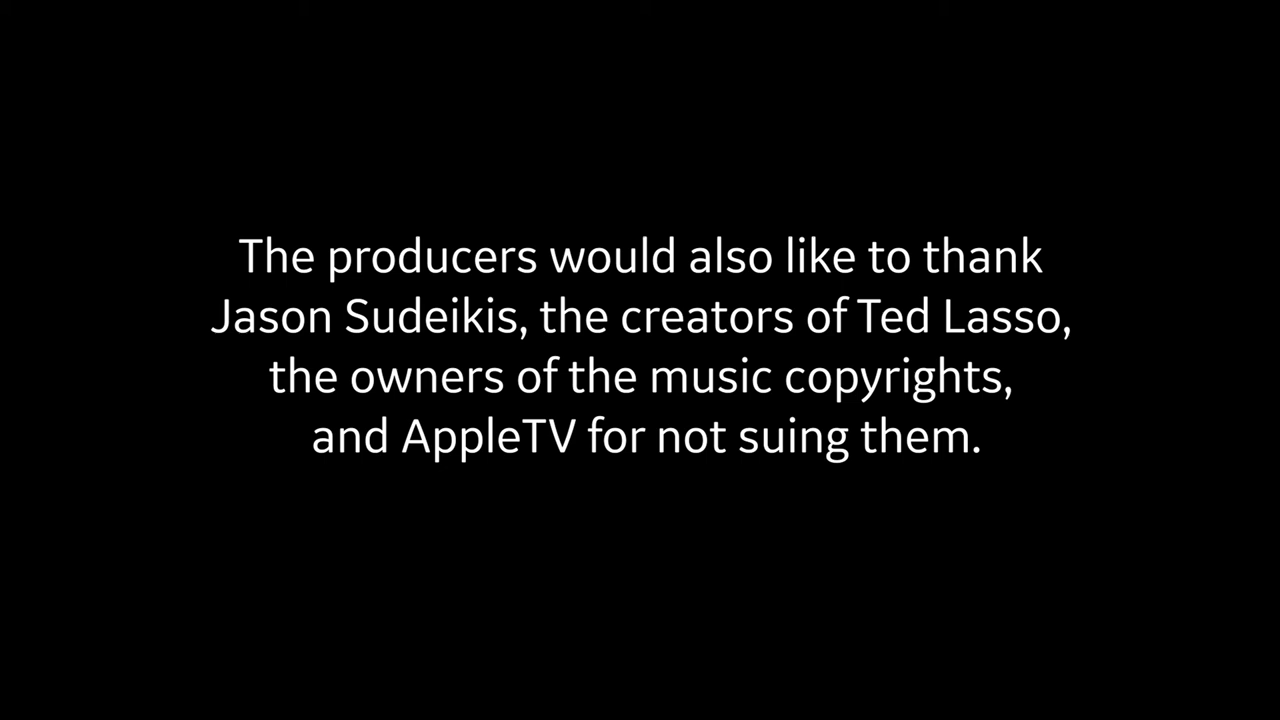 The producers would also like to thank
Jason Sudeikis, the creators of Ted Lasso,
the owners of the music copyrights,
and AppleTV for not suing them.